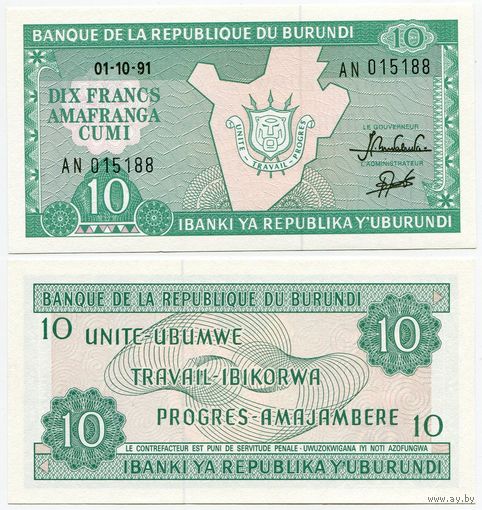 BANQUE DE LA REPUBLIQUE DU BURUNDI
10
01-10-91
AN 015188
DIX FRANCS
AMAFRANGA
CUMI
UNITE - TRAVAIL - PROGRES
LE GOUVERNEUR
L'ADMINISTRATEUR
AN 015188
10
IBANKI YA REPUBLIKA Y'UBURUNDI
BANQUE DE LA REPUBLIQUE DU BURUNDI
10
10
UNITE-UBUMWE
TRAVAIL-IBIKORWA
PROGRES-AMAJAMBERE
10
10
LE CONTREFACTEUR EST PUNI DE SERVITUDE PENALE - UWUZOKWIGANA IYI NOTI AZOFUNGWA
IBANKI YA REPUBLIKA Y'UBURUNDI
www.ay.by